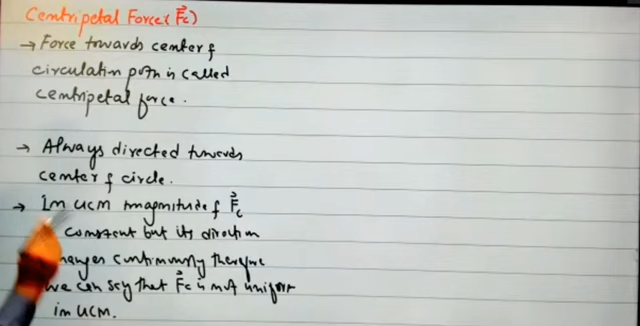 Centripetal Force (F⃗c)
→ Force towards center of
circulation path is called
centripetal force.
→ Always directed towards
center of circle.
→ In UCM magnitude of F⃗c
constant but its direction
hanges continuously therefore
we can say that F⃗c is not uniform
in UCM.